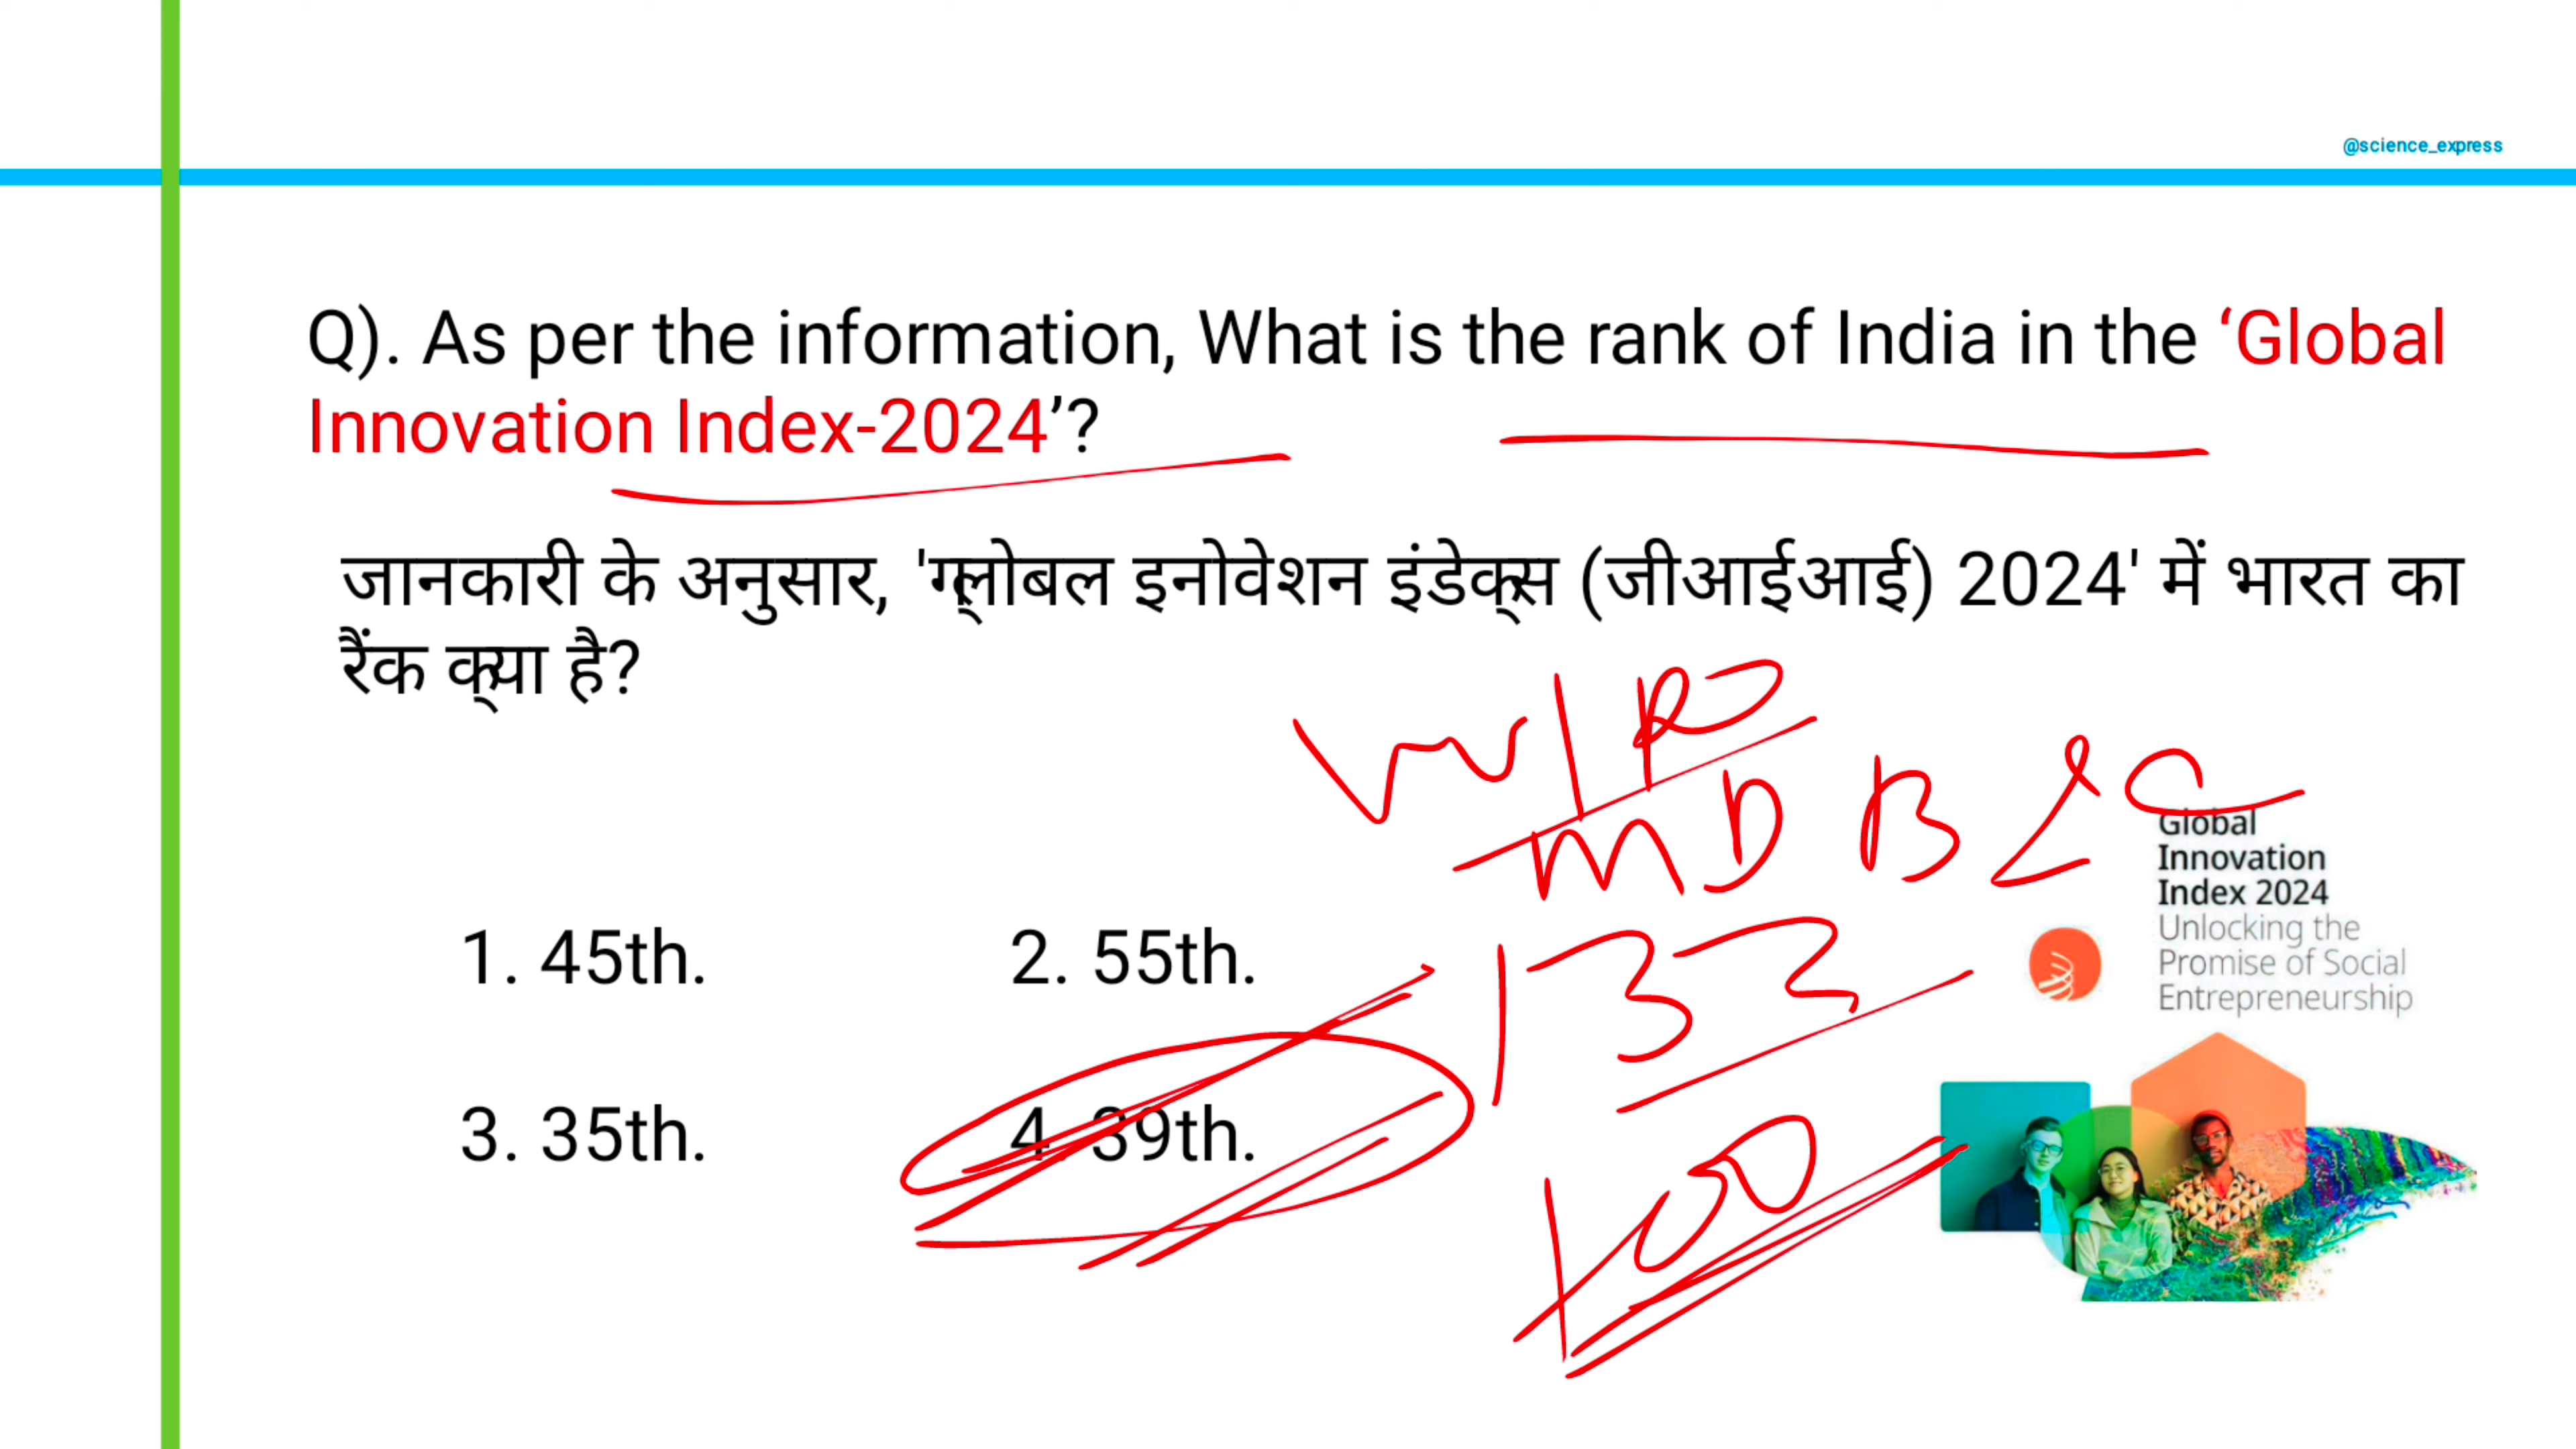 @science_express
Q). As per the information, What is the rank of India in the ‘Global
Innovation Index-2024’?
जानकारी के अनुसार, 'ग्लोबल इनोवेशन इंडेक्स (जीआईआई) 2024' में भारत का
रैंक क्या है?
WIPO
1. 45th.
2. 55th.
132
3. 35th.
4. 39th.
100
Global
Innovation
Index 2024
Unlocking the
Promise of Social
Entrepreneurship